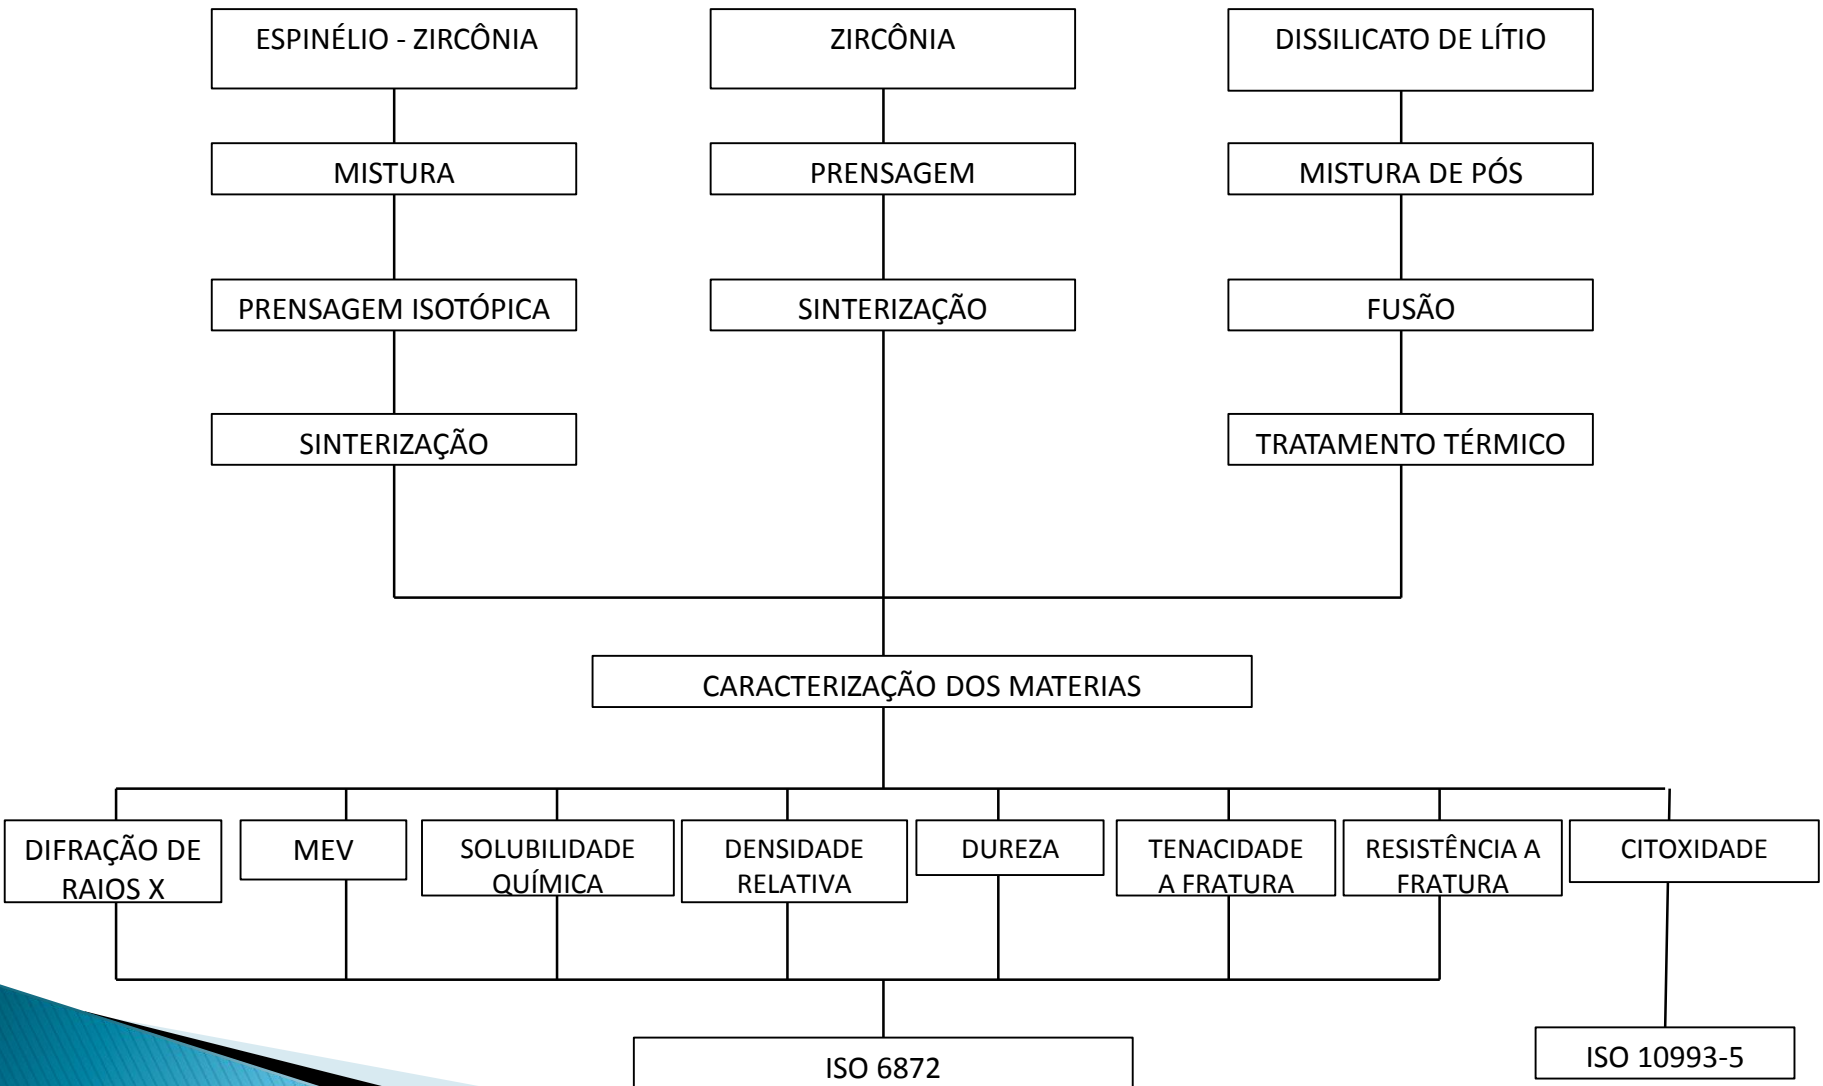 ESPINÉLIO - ZIRCÔNIA
ZIRCÔNIA
DISSILICATO DE LÍTIO
MISTURA
PRENSAGEM
MISTURA DE PÓS
PRENSAGEM ISOTÓPICA
SINTERIZAÇÃO
FUSÃO
SINTERIZAÇÃO
TRATAMENTO TÉRMICO
CARACTERIZAÇÃO DOS MATERIAS
DIFRAÇÃO DE
RAIOS X
MEV
SOLUBILIDADE
QUÍMICA
DENSIDADE
RELATIVA
DUREZA
TENACIDADE
A FRATURA
RESISTÊNCIA A
FRATURA
CITOXIDADE
ISO 6872
ISO 10993-5